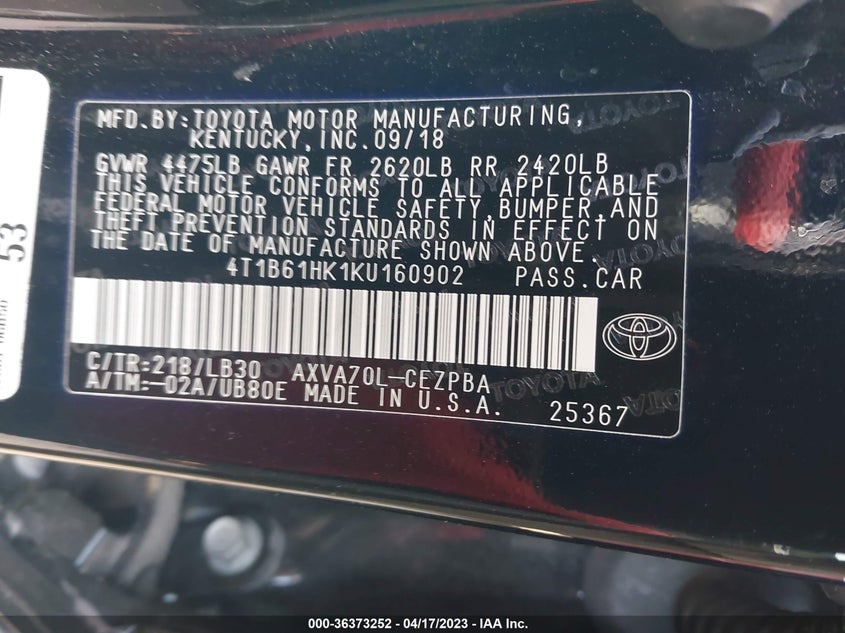 MFD.BY:TOYOTA MOTOR MANUFACTURING,
KENTUCKY,INC.09/18
GVWR 4475LB GAWR FR 2620LB RR 2420LB
THIS VEHICLE CONFORMS TO ALL APPLICABLE
FEDERAL MOTOR VEHICLE SAFETY,BUMPER,AND
THEFT PREVENTION STANDARDS IN EFFECT ON
THE DATE OF MANUFACTURE SHOWN ABOVE.
4T1B61HK1KU160902 PASS.CAR
C/TR:218/LB30 AXVA70L-CEZPBA
A/TM:-02A/UB80E MADE IN U.S.A. 25367
53
000-36373252 - 04/17/2023 - IAA Inc.